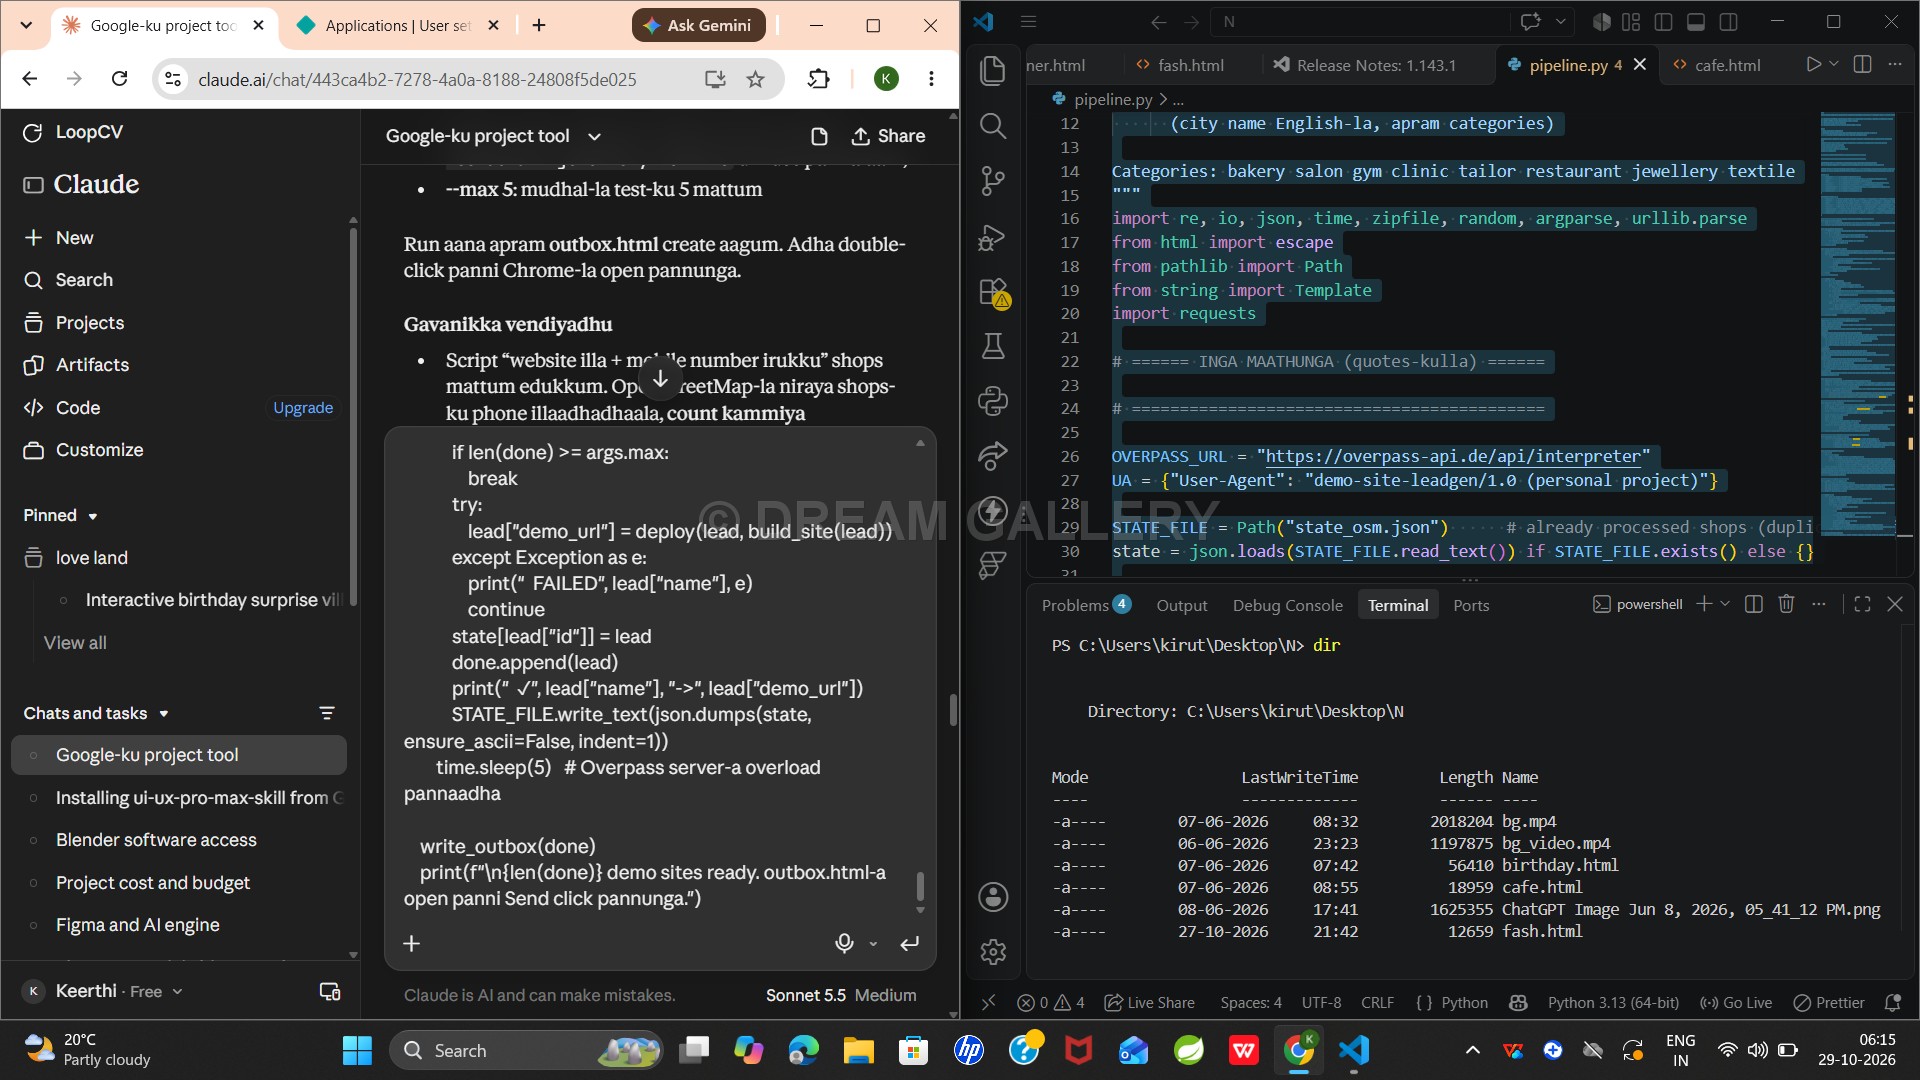 Google-ku project too
Applications | User set
Ask Gemini
claude.ai/chat/443ca4b2-7278-4a0a-8188-24808f5de025
K
LoopCV
Claude
New
Search
Projects
Artifacts
Code
Upgrade
Customize
Pinned
love land
Interactive birthday surprise vil
View all
Chats and tasks
Google-ku project tool
Installing ui-ux-pro-max-skill from G
Blender software access
Project cost and budget
Figma and AI engine
K
Keerthi · Free
Google-ku project tool
Share
• --max 5: mudhal-la test-ku 5 mattum
Run aana apram outbox.html create aagum. Adha double-
click panni Chrome-la open pannunga.
Gavanikka vendiyadhu
• Script “website illa + mobile number irukku” shops
mattum edukkum. OpenStreetMap-la niraya shops-
ku phone illaadhadhaala, count kammiya
if len(done) >= args.max:
break
try:
lead["demo_url"] = deploy(lead, build_site(lead))
except Exception as e:
print("  FAILED", lead["name"], e)
continue
state[lead["id"]] = lead
done.append(lead)
print("  ✓", lead["name"], "->", lead["demo_url"])
STATE_FILE.write_text(json.dumps(state,
ensure_ascii=False, indent=1))
time.sleep(5)   # Overpass server-a overload
pannaadha
write_outbox(done)
print(f"\n{len(done)} demo sites ready. outbox.html-a
open panni Send click pannunga.")
Claude is AI and can make mistakes.
Sonnet 5.5 Medium
© DREAM GALLERY
N
ner.html
fash.html
Release Notes: 1.143.1
pipeline.py 4
cafe.html
pipeline.py > ...
12 (city name English-la, apram categories)
13
14 Categories: bakery salon gym clinic tailor restaurant jewellery textile
15 """
16 import re, io, json, time, zipfile, random, argparse, urllib.parse
17 from html import escape
18 from pathlib import Path
19 from string import Template
20 import requests
21
22 # ====== INGA MAATHUNGA (quotes-kulla) ======
23
24 # ===========================================
25
26 OVERPASS_URL = "https://overpass-api.de/api/interpreter"
27 UA = {"User-Agent": "demo-site-leadgen/1.0 (personal project)"}
28
29 STATE_FILE = Path("state_osm.json")      # already processed shops (dupli
30 state = json.loads(STATE_FILE.read_text()) if STATE_FILE.exists() else {}
31
Problems 4
Output
Debug Console
Terminal
Ports
powershell
PS C:\Users\kirut\Desktop\N> dir
Directory: C:\Users\kirut\Desktop\N
Mode LastWriteTime Length Name
---- ------------- ------ ----
-a---- 07-06-2026 08:32 2018204 bg.mp4
-a---- 06-06-2026 23:23 1197875 bg_video.mp4
-a---- 07-06-2026 07:42 56410 birthday.html
-a---- 07-06-2026 08:55 18959 cafe.html
-a---- 08-06-2026 17:41 1625355 ChatGPT Image Jun 8, 2026, 05_41_12 PM.png
-a---- 27-10-2026 21:42 12659 fash.html
0 4 Live Share Spaces: 4 UTF-8 CRLF {} Python Python 3.13 (64-bit) Go Live Prettier
20°C
Partly cloudy
Search
ENG
IN
06:15
29-10-2026